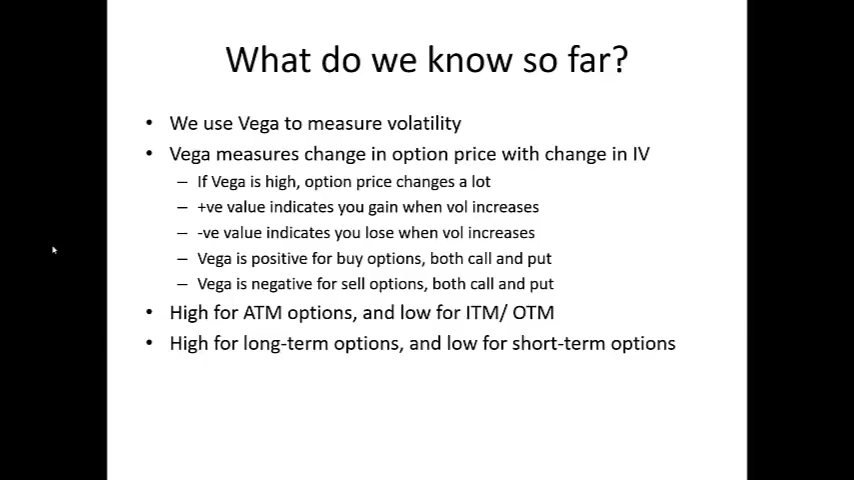 What do we know so far?
• We use Vega to measure volatility
• Vega measures change in option price with change in IV
– If Vega is high, option price changes a lot
– +ve value indicates you gain when vol increases
– -ve value indicates you lose when vol increases
– Vega is positive for buy options, both call and put
– Vega is negative for sell options, both call and put
• High for ATM options, and low for ITM/ OTM
• High for long-term options, and low for short-term options